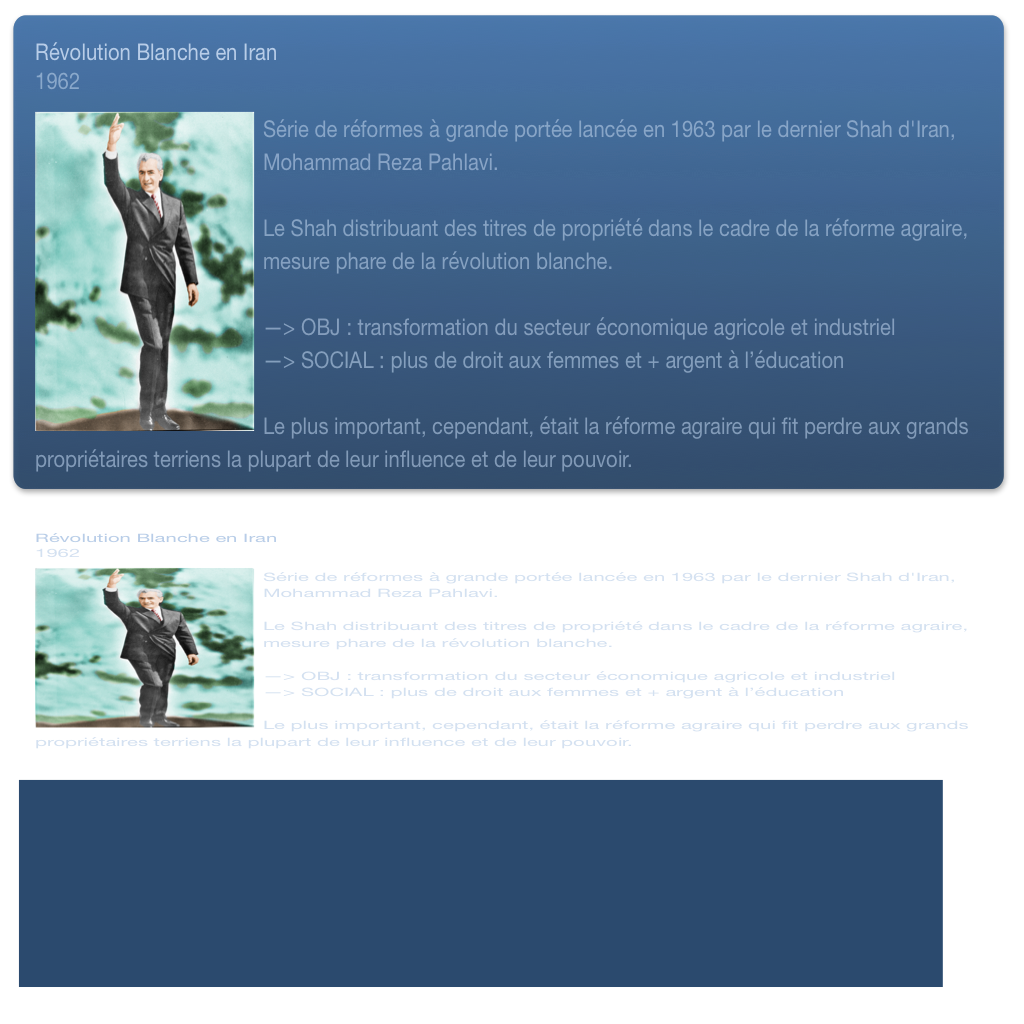 Révolution Blanche en Iran
1962
Série de réformes à grande portée lancée en 1963 par le dernier Shah d'Iran,
Mohammad Reza Pahlavi.
Le Shah distribuant des titres de propriété dans le cadre de la réforme agraire,
mesure phare de la révolution blanche.
—> OBJ : transformation du secteur économique agricole et industriel
—> SOCIAL : plus de droit aux femmes et + argent à l’éducation
Le plus important, cependant, était la réforme agraire qui fit perdre aux grands
propriétaires terriens la plupart de leur influence et de leur pouvoir.
Révolution Blanche en Iran
1962
Série de réformes à grande portée lancée en 1963 par le dernier Shah d'Iran,
Mohammad Reza Pahlavi.
Le Shah distribuant des titres de propriété dans le cadre de la réforme agraire,
mesure phare de la révolution blanche.
—> OBJ : transformation du secteur économique agricole et industriel
—> SOCIAL : plus de droit aux femmes et + argent à l’éducation
Le plus important, cependant, était la réforme agraire qui fit perdre aux grands
propriétaires terriens la plupart de leur influence et de leur pouvoir.